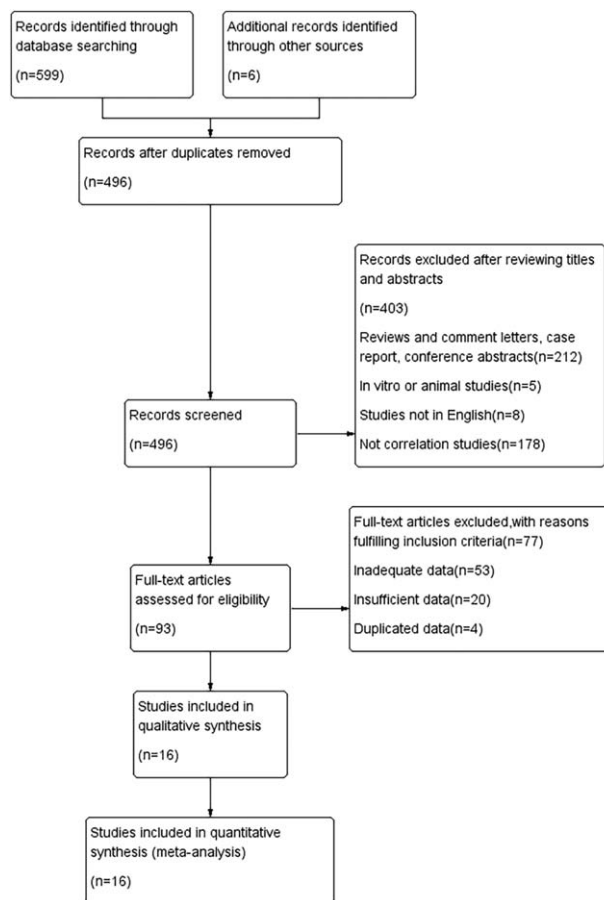 Records identified through
database searching
(n=599)
Additional records identified
through other sources
(n=6)
Records after duplicates removed
(n=496)
Records excluded after reviewing titles
and abstracts
(n=403)
Reviews and comment letters, case
report, conference abstracts(n=212)
In vitro or animal studies(n=5)
Studies not in English(n=8)
Not correlation studies(n=178)
Records screened
(n=496)
Full-text articles excluded,with reasons
fulfilling inclusion criteria(n=77)
Inadequate data(n=53)
Insufficient data(n=20)
Duplicated data(n=4)
Full-text articles
assessed for eligibility
(n=93)
Studies included in
qualitative synthesis
(n=16)
Studies included in quantitative
synthesis (meta-analysis)
(n=16)